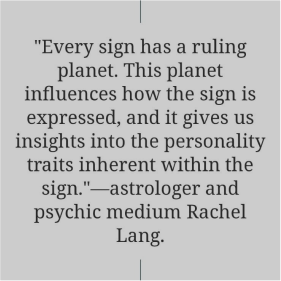 "Every sign has a ruling
planet. This planet
influences how the sign is
expressed, and it gives us
insights into the personality
traits inherent within the
sign."—astrologer and
psychic medium Rachel
Lang.